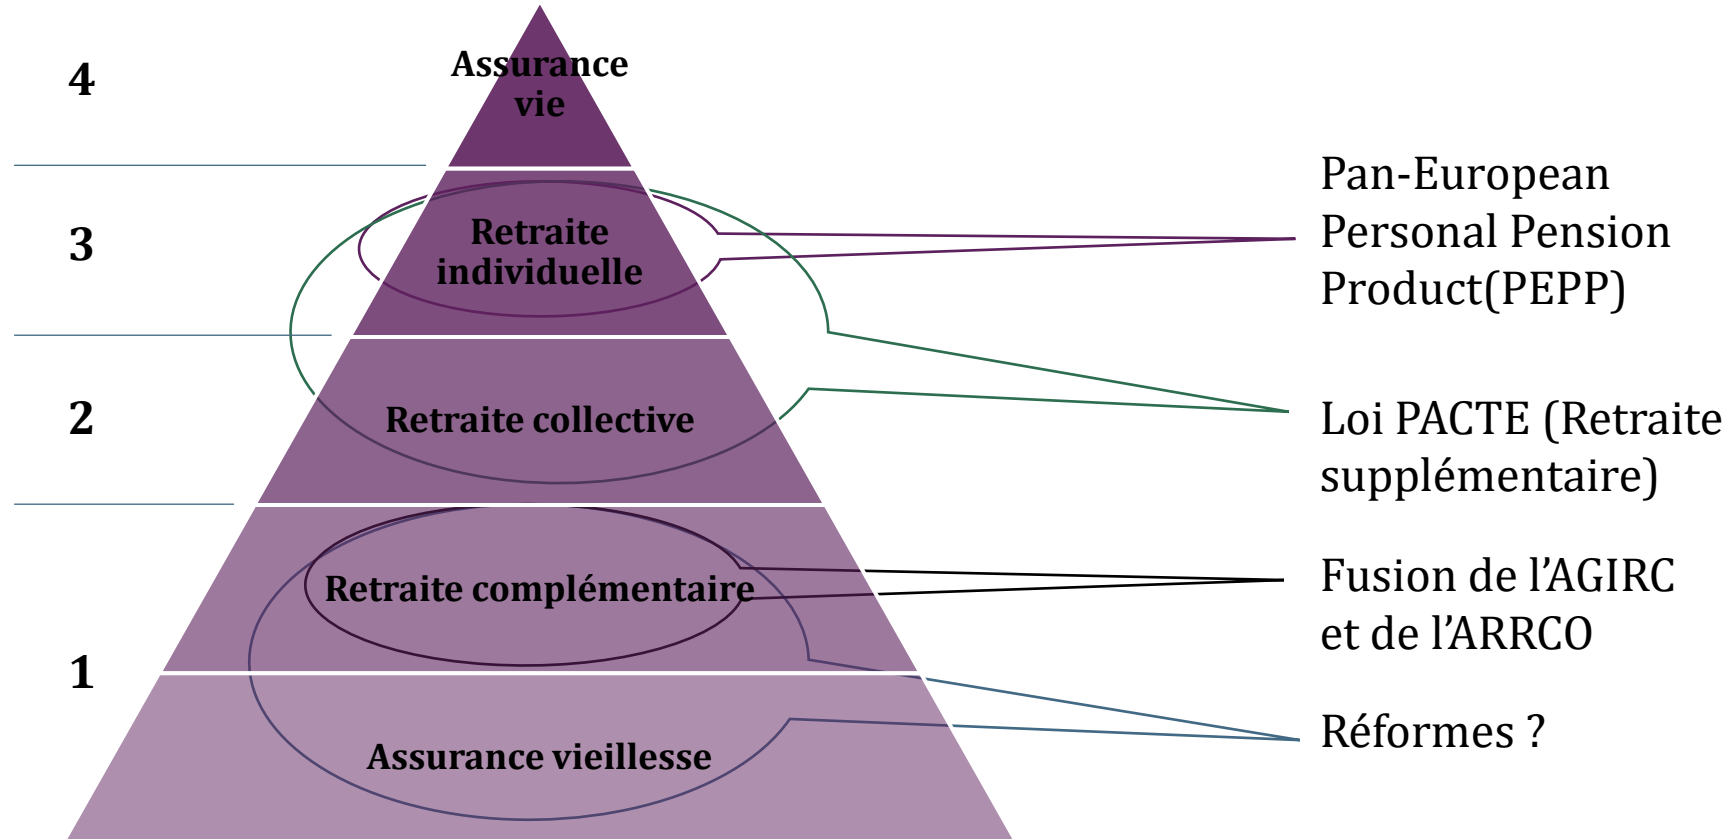 4
Assurance
vie
3
Retraite
individuelle
Pan-European
Personal Pension
Product(PEPP)
2
Retraite collective
Loi PACTE (Retraite
supplémentaire)
Retraite complémentaire
Fusion de l’AGIRC
et de l’ARRCO
1
Assurance vieillesse
Réformes ?